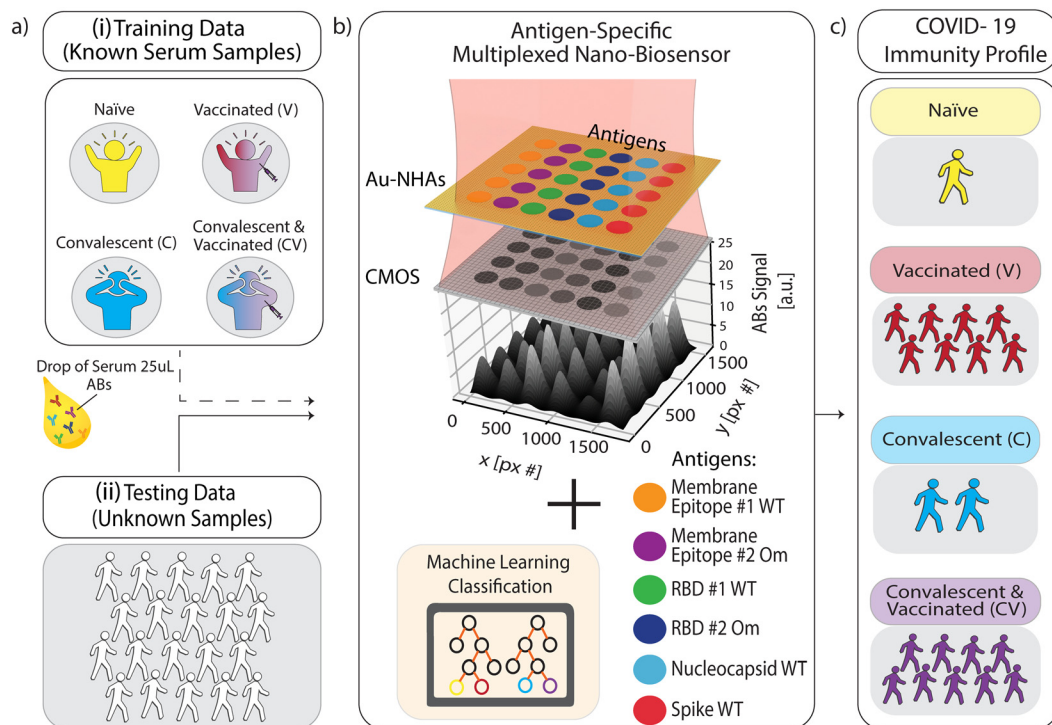 a)
(i) Training Data
(Known Serum Samples)
Naïve
Vaccinated (V)
Convalescent (C)
Convalescent &
Vaccinated (CV)
Drop of Serum 25uL
ABs
(ii) Testing Data
(Unknown Samples)
b)
Antigen-Specific
Multiplexed Nano-Biosensor
Antigens
Au-NHAs
CMOS
25
20
15
10
5
0
ABs Signal
[a.u.]
1500
1000
500
0
y [px #]
0
500
1000
1500
x [px #]
Antigens:
Membrane
Epitope #1 WT
Membrane
Epitope #2 Om
RBD #1 WT
RBD #2 Om
Nucleocapsid WT
Spike WT
Machine Learning
Classification
c)
COVID- 19
Immunity Profile
Naïve
Vaccinated (V)
Convalescent (C)
Convalescent &
Vaccinated (CV)